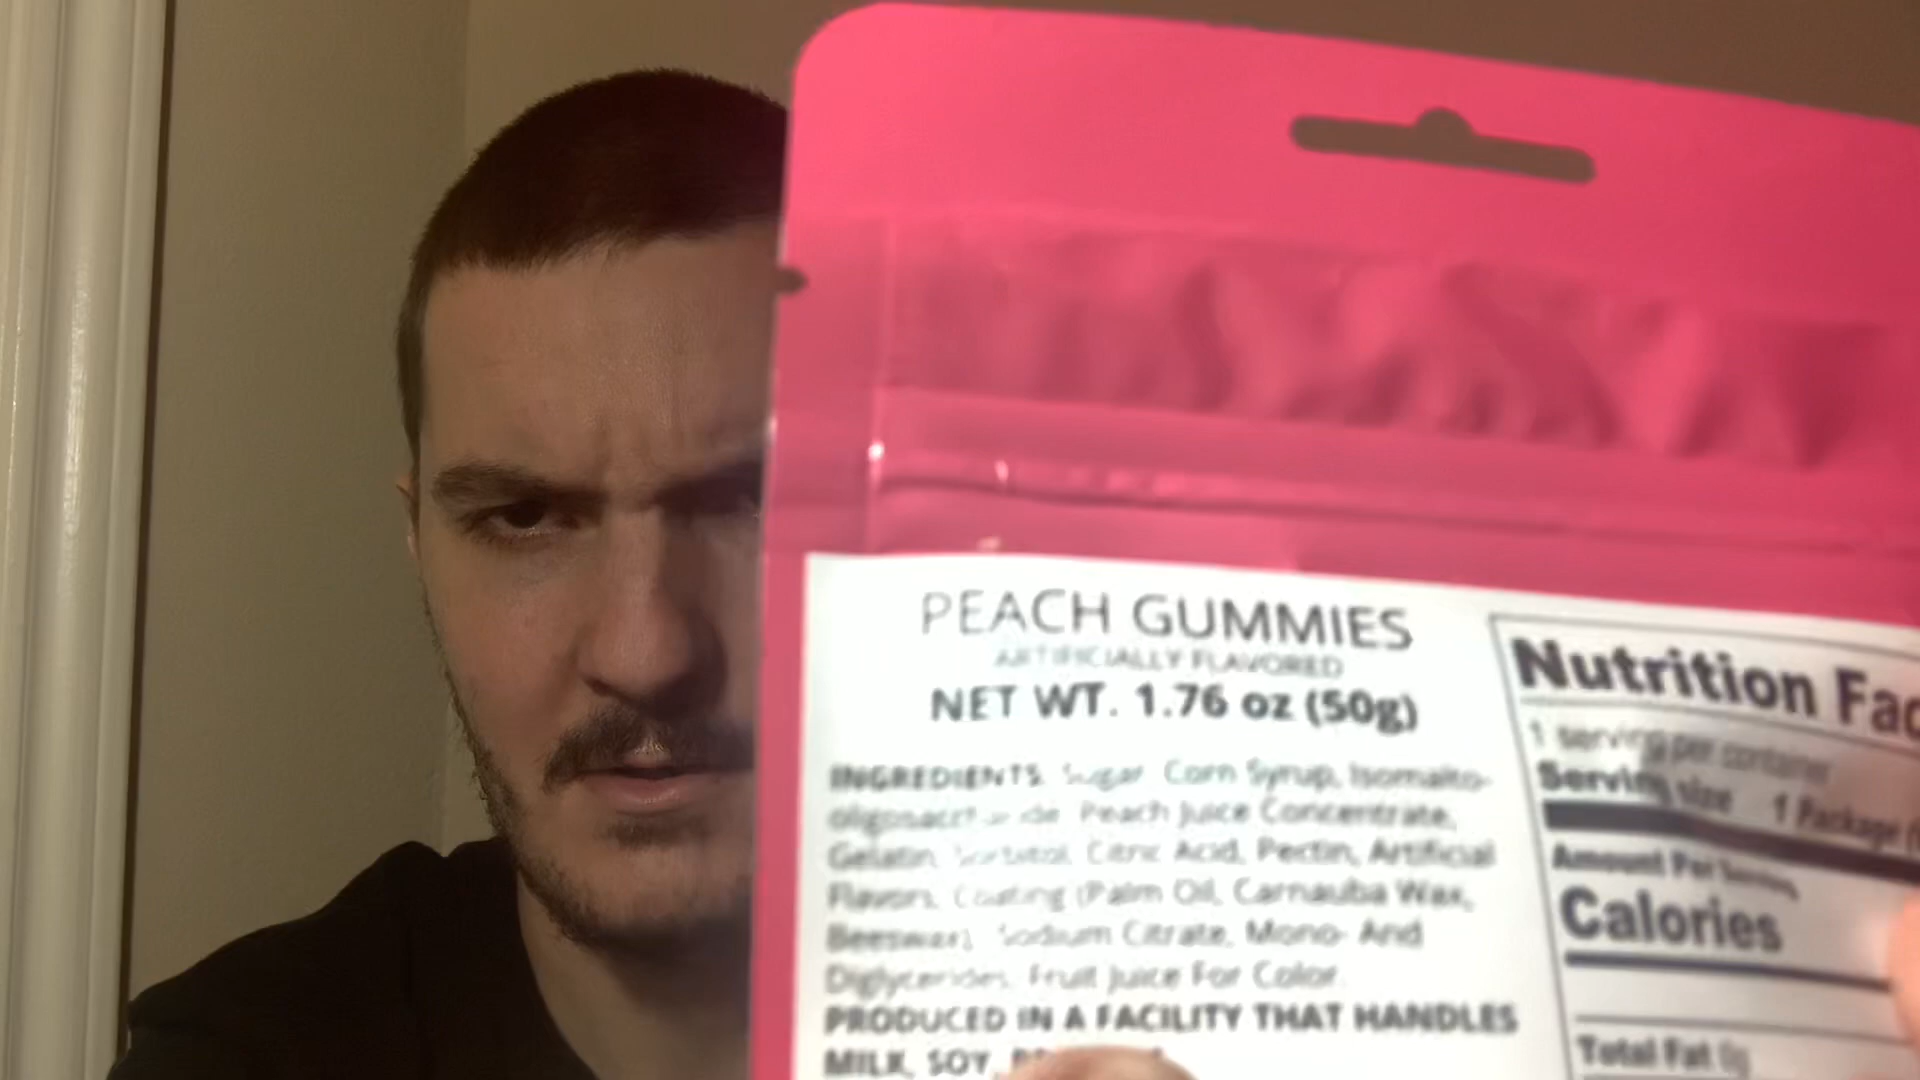 PEACH GUMMIES
ARTIFICIALLY FLAVORED
NET WT. 1.76 oz (50g)
INGREDIENTS: Sugar, Corn Syrup, Isomalto-
Peach Juice Concentrate,
Gelatin, Sorbitol, Citric Acid, Pectin, Artificial
Flavors, Coating (Palm Oil, Carnauba Wax,
Beeswax), Sodium Citrate, Mono- And
Diglycerides, Fruit Juice For Color.
PRODUCED IN A FACILITY THAT HANDLES
MILK, SOY,
Nutrition Fac
1 serving per container
Serving size 1 Package
Amount Per Serving
Calories
Total Fat 0g